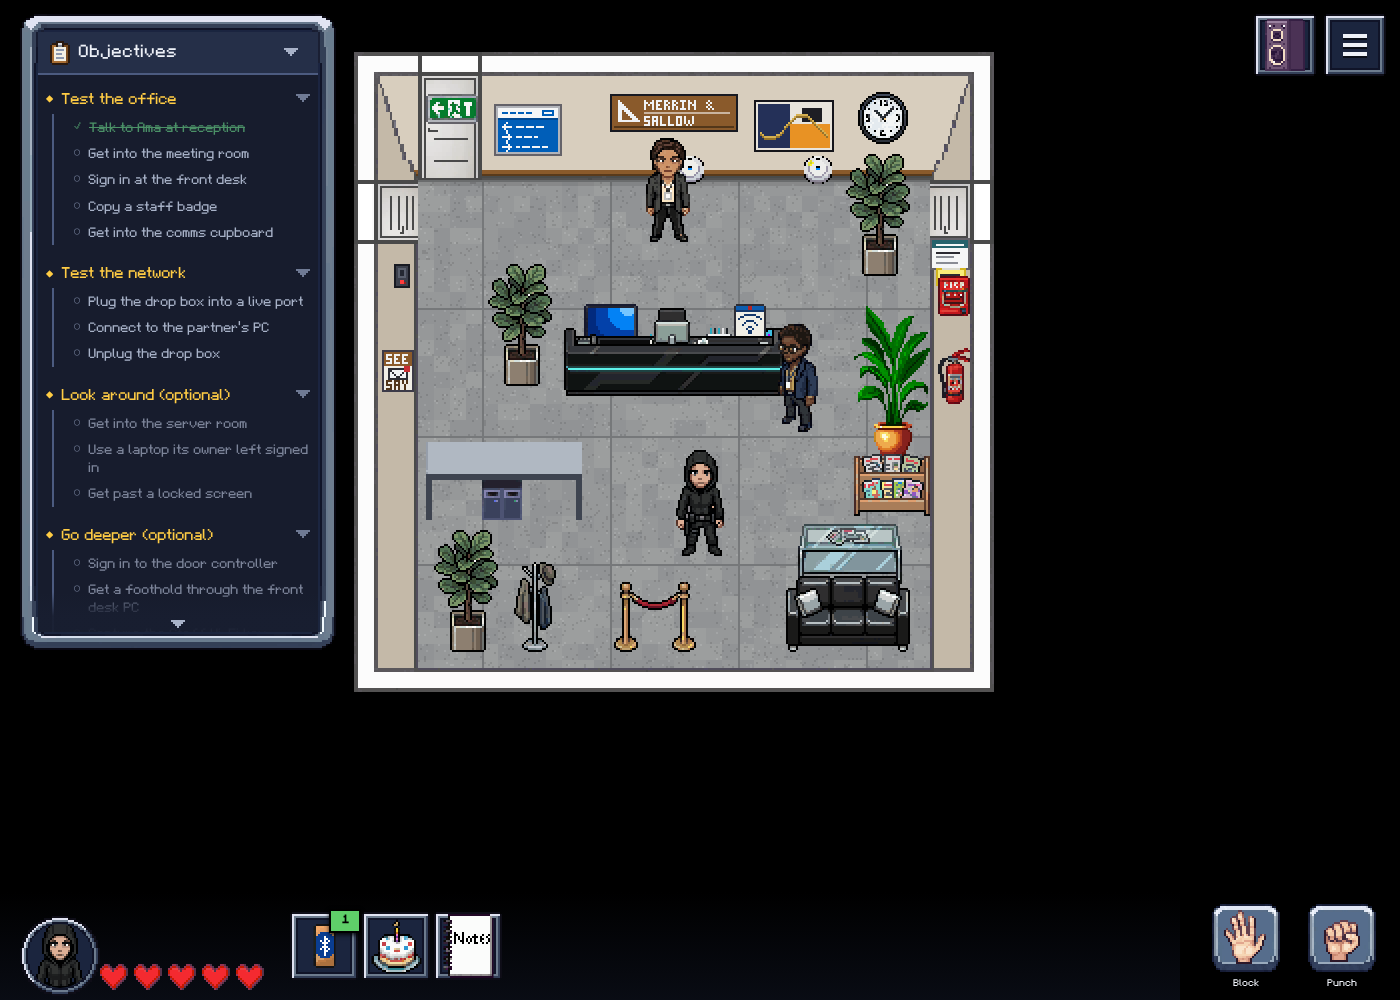 Objectives
Test the office
Talk to Ama at reception
Get into the meeting room
Sign in at the front desk
Copy a staff badge
Get into the comms cupboard
Test the network
Plug the drop box into a live port
Connect to the partner's PC
Unplug the drop box
Look around (optional)
Get into the server room
Use a laptop its owner left signed
in
Get past a locked screen
Go deeper (optional)
Sign in to the door controller
Get a foothold through the front
desk PC
MERRIN &
SALLOW
12
SEE
SAY
1
Notes
Block
Punch